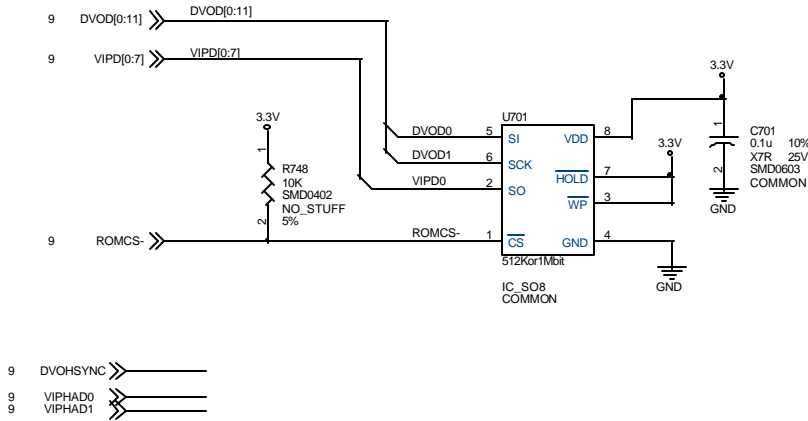 9 DVOD[0:11] DVOD[0:11]
9 VIPD[0:7] VIPD[0:7]
3.3V
1
R748
10K
SMD0402
NO_STUFF
5%
2
9 ROMCS- ROMCS- 1 CS
U701
DVOD0 5 SI VDD 8
DVOD1 6 SCK HOLD 7
VIPD0 2 SO WP 3
GND 4
512Kor1Mbit
IC_SO8
COMMON
3.3V
3.3V
1
2
C701
0.1u 10%
X7R 25V
SMD0603
COMMON
GND
GND
9 DVOHSYNC
9 VIPHAD0
9 VIPHAD1